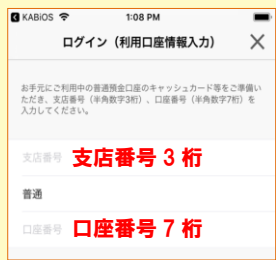 KABiOS 1:08 PM
ログイン（利用口座情報入力） ×
お手元にご利用中の普通預金口座のキャッシュカード等をご準備い
ただき、支店番号（半角数字3桁）、口座番号（半角数字7桁）を
入力してください。
支店番号 支店番号 3 桁
普通
口座番号 口座番号 7 桁